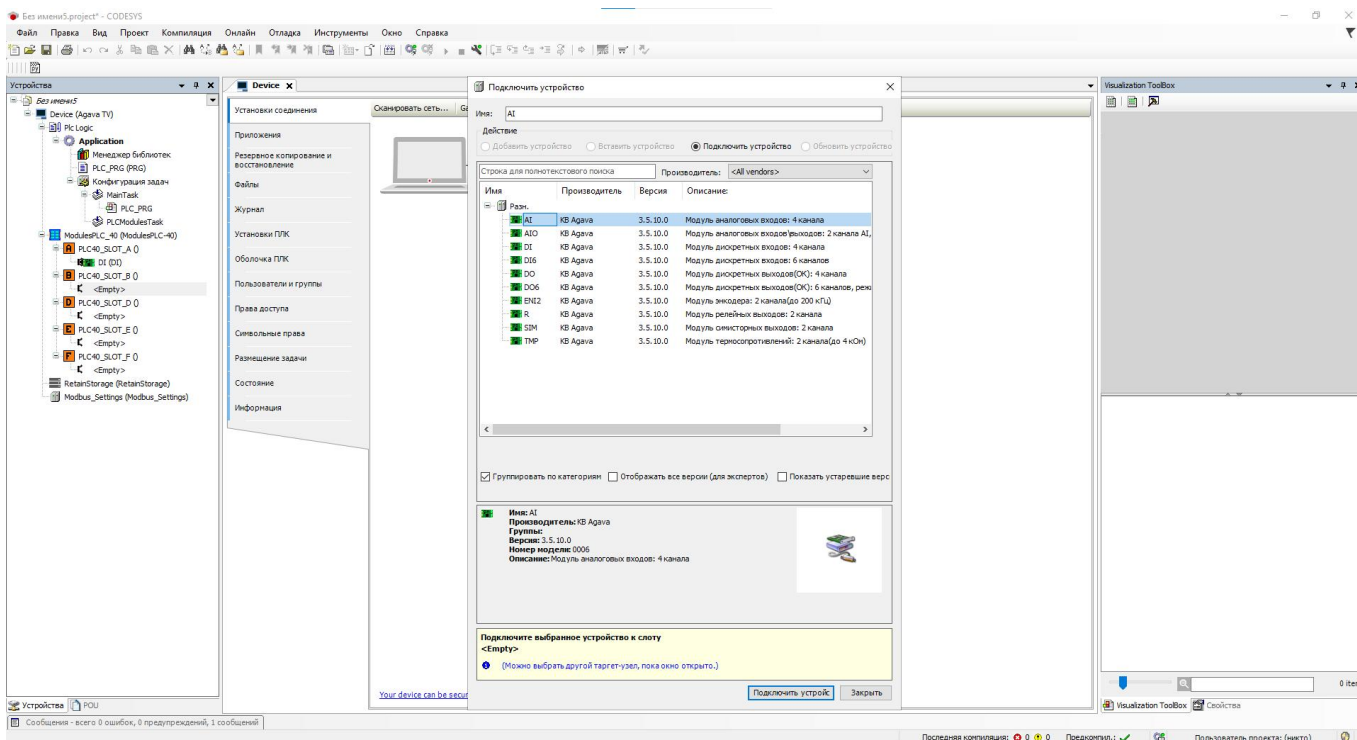 Без имени5.project* - CODESYS
Файл Правка Вид Проект Компиляция Онлайн Отладка Инструменты Окно Справка
Устройства
Без имени5
Device (Agava TV)
Plc Logic
Application
Менеджер библиотек
PLC_PRG (PRG)
Конфигурация задач
MainTask
PLC_PRG
PLCModulesTask
ModulesPLC_40 (ModulesPLC-40)
A PLC40_SLOT_A ()
DI (DI)
B PLC40_SLOT_B ()
<Empty>
D PLC40_SLOT_D ()
<Empty>
E PLC40_SLOT_E ()
<Empty>
F PLC40_SLOT_F ()
<Empty>
RetainStorage (RetainStorage)
Modbus_Settings (Modbus_Settings)
Устройства POU
Device
Установки соединения
Приложения
Резервное копирование и
восстановление
Файлы
Журнал
Установки ПЛК
Оболочка ПЛК
Пользователи и группы
Права доступа
Символьные права
Размещение задачи
Состояние
Информация
Сканировать сеть... Ga
Your device can be secur
Подключить устройство
Имя: AI
Действие
Добавить устройство Вставить устройство Подключить устройство Обновить устройство
Строка для полнотекстового поиска Производитель: <All vendors>
Имя Производитель Версия Описание:
Разн.
AI KB Agava 3.5.10.0 Модуль аналоговых входов: 4 канала
AIO KB Agava 3.5.10.0 Модуль аналоговых входов\выходов: 2 канала AI,
DI KB Agava 3.5.10.0 Модуль дискретных входов: 4 канала
DI6 KB Agava 3.5.10.0 Модуль дискретных входов: 6 каналов
DO KB Agava 3.5.10.0 Модуль дискретных выходов(ОК): 4 канала
DO6 KB Agava 3.5.10.0 Модуль дискретных выходов(ОК): 6 каналов, режи
ENI2 KB Agava 3.5.10.0 Модуль энкодера: 2 канала(до 200 кГц)
R KB Agava 3.5.10.0 Модуль релейных выходов: 2 канала
SIM KB Agava 3.5.10.0 Модуль симисторных выходов: 2 канала
TMP KB Agava 3.5.10.0 Модуль термосопротивлений: 2 канала(до 4 кОм)
Группировать по категориям Отображать все версии (для экспертов) Показать устаревшие верс
Имя: AI
Производитель: KB Agava
Группы:
Версия: 3.5.10.0
Номер модели: 0006
Описание: Модуль аналоговых входов: 4 канала
Подключите выбранное устройство к слоту
<Empty>
(Можно выбрать другой таргет-узел, пока окно открыто.)
Подключить устройс Закрыть
Visualization ToolBox
0 iter
Visualization ToolBox Свойства
Сообщения - всего 0 ошибок, 0 предупреждений, 1 сообщений
Последняя компиляция: 0 0 Предкомпил.: Пользователь проекта: (никто)